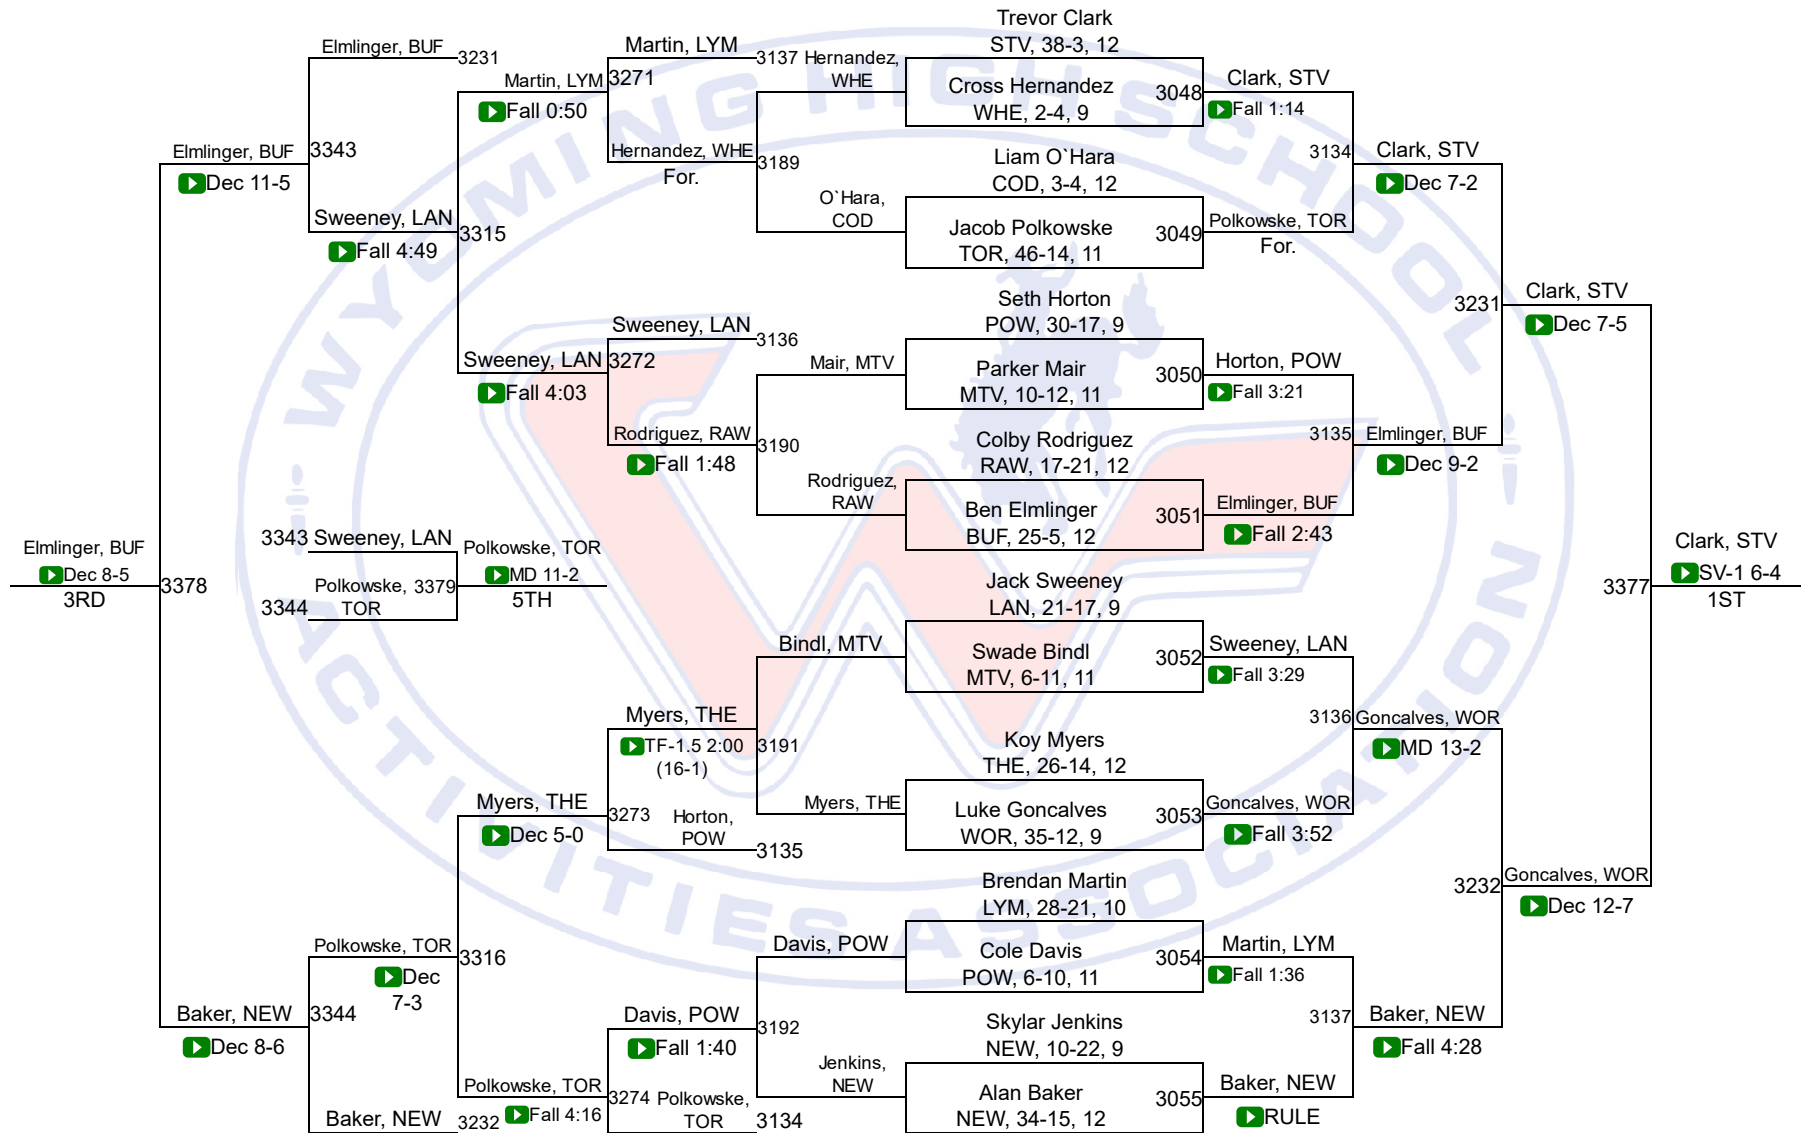 Trevor Clark
STV, 38-3, 12
Elmlinger, BUF
3231
Martin, LYM
3137
Hernandez,
WHE
Martin, LYM
3271
Fall 0:50
Cross Hernandez
WHE, 2-4, 9
3048
Clark, STV
Fall 1:14
Elmlinger, BUF
3343
Dec 11-5
Hernandez, WHE
3189
For.
Liam O`Hara
COD, 3-4, 12
3134
Clark, STV
Dec 7-2
O`Hara,
COD
Sweeney, LAN
3315
Fall 4:49
Jacob Polkowske
TOR, 46-14, 11
3049
Polkowske, TOR
For.
Seth Horton
POW, 30-17, 9
3231
Clark, STV
Dec 7-5
Sweeney, LAN
3136
Sweeney, LAN
3272
Fall 4:03
Mair, MTV
Parker Mair
MTV, 10-12, 11
3050
Horton, POW
Fall 3:21
Rodriguez, RAW
3190
Fall 1:48
Colby Rodriguez
RAW, 17-21, 12
3135
Elmlinger, BUF
Dec 9-2
Rodriguez,
RAW
Ben Elmlinger
BUF, 25-5, 12
3051
Elmlinger, BUF
Fall 2:43
Elmlinger, BUF
Dec 8-5
3RD
3378
3343
Sweeney, LAN
Polkowske,
TOR
3344
3379
Polkowske, TOR
MD 11-2
5TH
Jack Sweeney
LAN, 21-17, 9
3377
Clark, STV
SV-1 6-4
1ST
Bindl, MTV
Swade Bindl
MTV, 6-11, 11
3052
Sweeney, LAN
Fall 3:29
Myers, THE
TF-1.5 2:00
(16-1)
3191
Koy Myers
THE, 26-14, 12
3136
Goncalves, WOR
MD 13-2
Myers, THE
3273
Dec 5-0
Horton,
POW
3135
Myers, THE
Luke Goncalves
WOR, 35-12, 9
3053
Goncalves, WOR
Fall 3:52
Brendan Martin
LYM, 28-21, 10
3232
Goncalves, WOR
Dec 12-7
Polkowske, TOR
3316
Dec
7-3
Davis, POW
Cole Davis
POW, 6-10, 11
3054
Martin, LYM
Fall 1:36
Baker, NEW
3344
Dec 8-6
Davis, POW
3192
Fall 1:40
Skylar Jenkins
NEW, 10-22, 9
3137
Baker, NEW
Fall 4:28
Jenkins,
NEW
Polkowske, TOR
3274
Fall 4:16
Polkowske,
TOR
3134
Alan Baker
NEW, 34-15, 12
3055
Baker, NEW
RULE
Baker, NEW
3232
WYOMING HIGH SCHOOL
ACTIVITIES ASSOCIATION